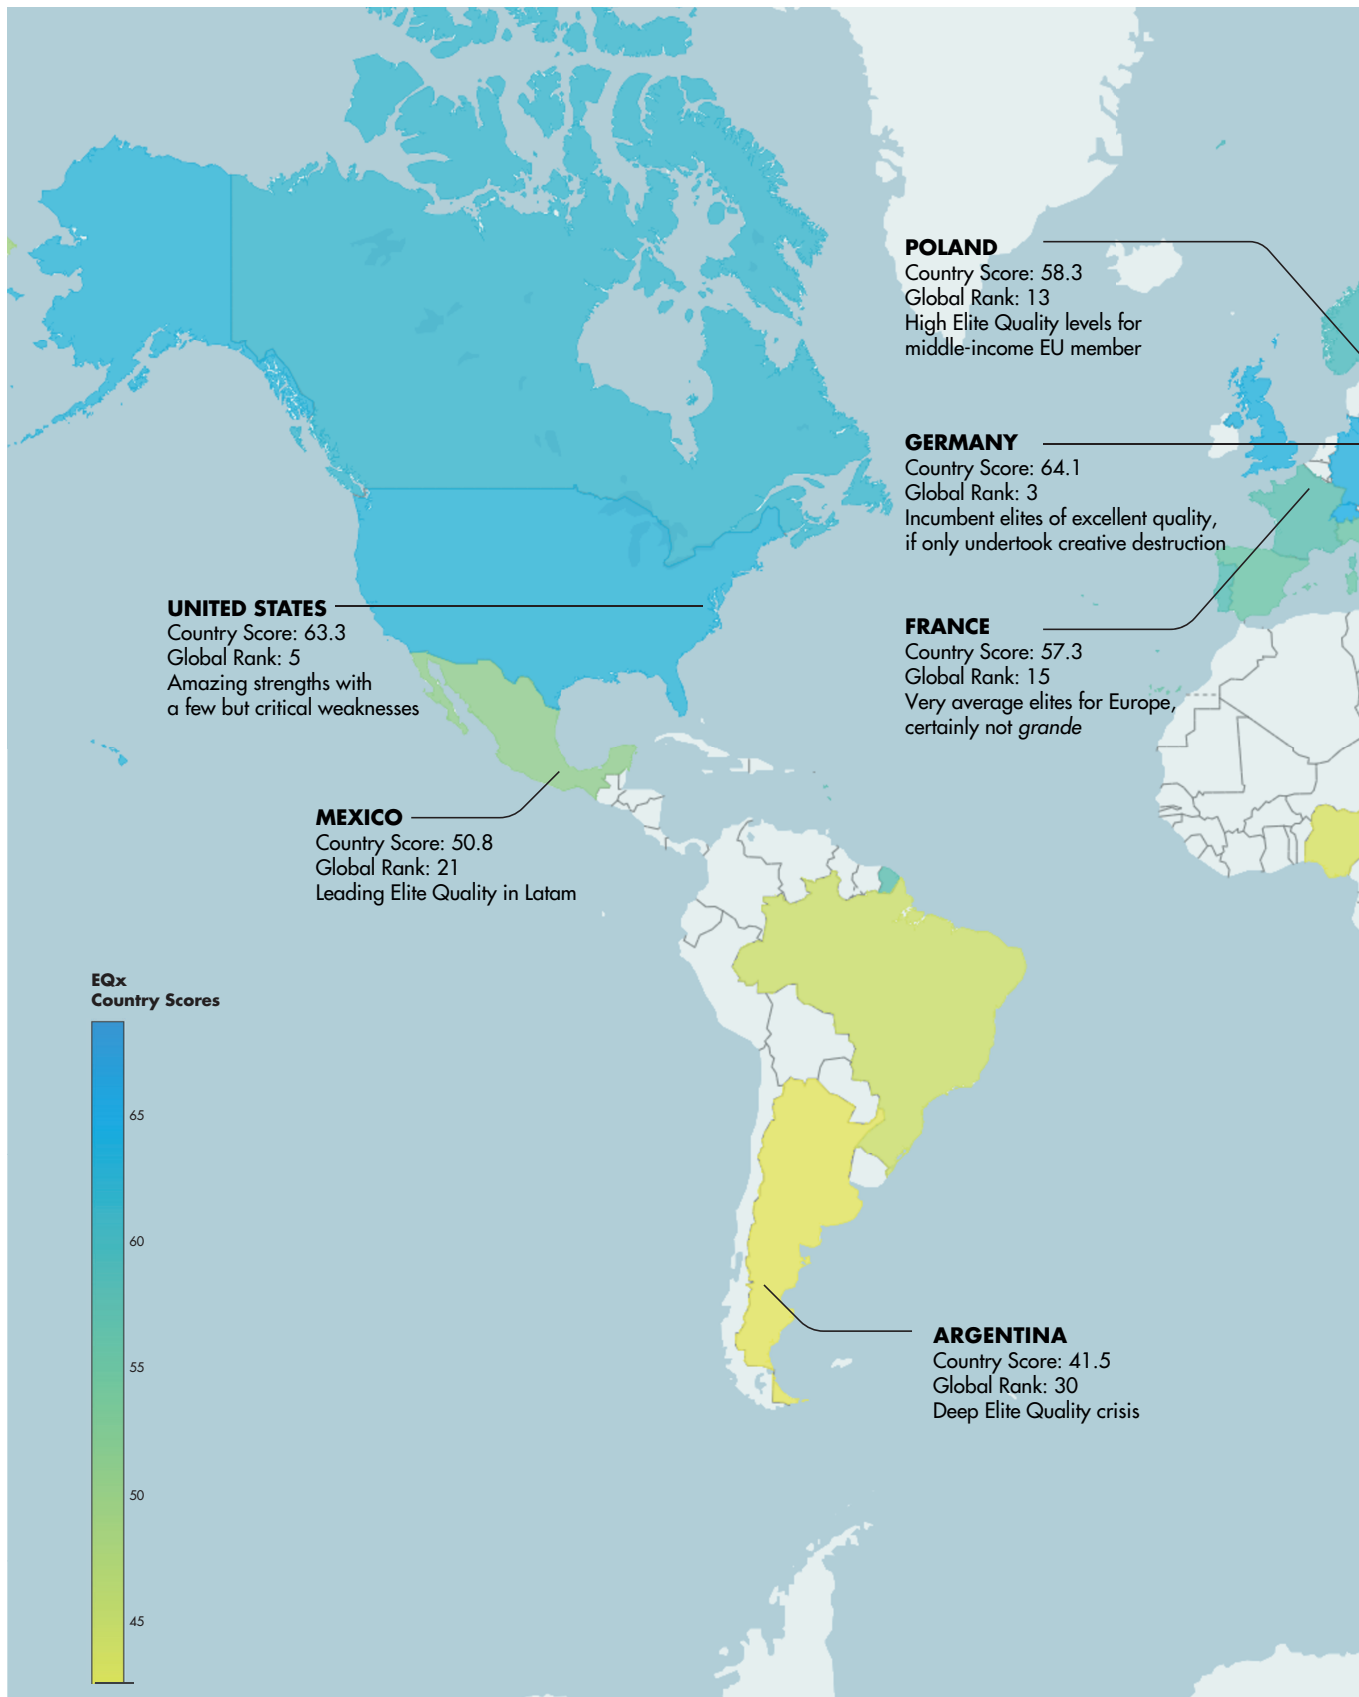 POLAND
Country Score: 58.3
Global Rank: 13
High Elite Quality levels for
middle-income EU member
GERMANY
Country Score: 64.1
Global Rank: 3
Incumbent elites of excellent quality,
if only undertook creative destruction
UNITED STATES
Country Score: 63.3
Global Rank: 5
Amazing strengths with
a few but critical weaknesses
FRANCE
Country Score: 57.3
Global Rank: 15
Very average elites for Europe,
certainly not grande
MEXICO
Country Score: 50.8
Global Rank: 21
Leading Elite Quality in Latam
EQx
Country Scores
65
60
55
50
45
ARGENTINA
Country Score: 41.5
Global Rank: 30
Deep Elite Quality crisis